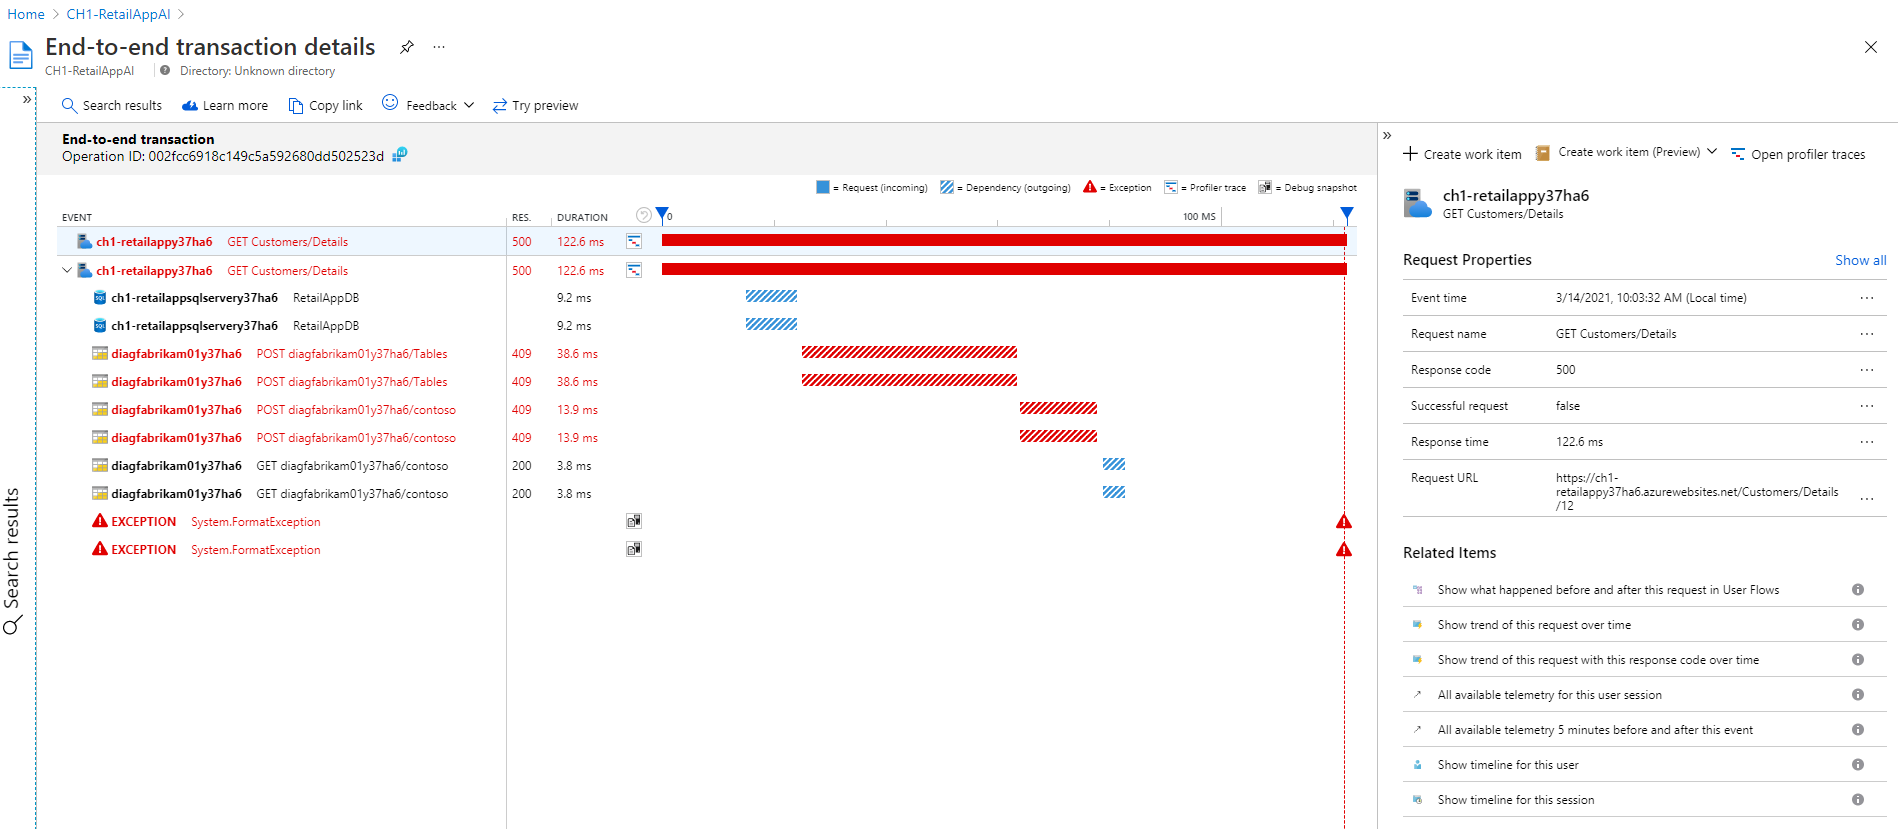 Home > CH1-RetailAppAI >
End-to-end transaction details
CH1-RetailAppAI
Directory: Unknown directory
Search results
Learn more
Copy link
Feedback
Try preview
End-to-end transaction
Operation ID: 002fcc6918c149c5a592680dd502523d
= Request (incoming) = Dependency (outgoing) = Exception = Profiler trace = Debug snapshot
EVENT RES. DURATION 0 100 MS
ch1-retailappy37ha6 GET Customers/Details 500 122.6 ms
ch1-retailappy37ha6 GET Customers/Details 500 122.6 ms
ch1-retailappsqlservery37ha6 RetailAppDB 9.2 ms
ch1-retailappsqlservery37ha6 RetailAppDB 9.2 ms
diagfabrikam01y37ha6 POST diagfabrikam01y37ha6/Tables 409 38.6 ms
diagfabrikam01y37ha6 POST diagfabrikam01y37ha6/Tables 409 38.6 ms
diagfabrikam01y37ha6 POST diagfabrikam01y37ha6/contoso 409 13.9 ms
diagfabrikam01y37ha6 POST diagfabrikam01y37ha6/contoso 409 13.9 ms
diagfabrikam01y37ha6 GET diagfabrikam01y37ha6/contoso 200 3.8 ms
diagfabrikam01y37ha6 GET diagfabrikam01y37ha6/contoso 200 3.8 ms
EXCEPTION System.FormatException
EXCEPTION System.FormatException
Search results
Create work item
Create work item (Preview)
Open profiler traces
ch1-retailappy37ha6
GET Customers/Details
Request Properties Show all
Event time 3/14/2021, 10:03:32 AM (Local time) ...
Request name GET Customers/Details ...
Response code 500 ...
Successful request false ...
Response time 122.6 ms ...
Request URL https://ch1-
retailappy37ha6.azurewebsites.net/Customers/Details
/12 ...
Related Items
Show what happened before and after this request in User Flows
Show trend of this request over time
Show trend of this request with this response code over time
All available telemetry for this user session
All available telemetry 5 minutes before and after this event
Show timeline for this user
Show timeline for this session